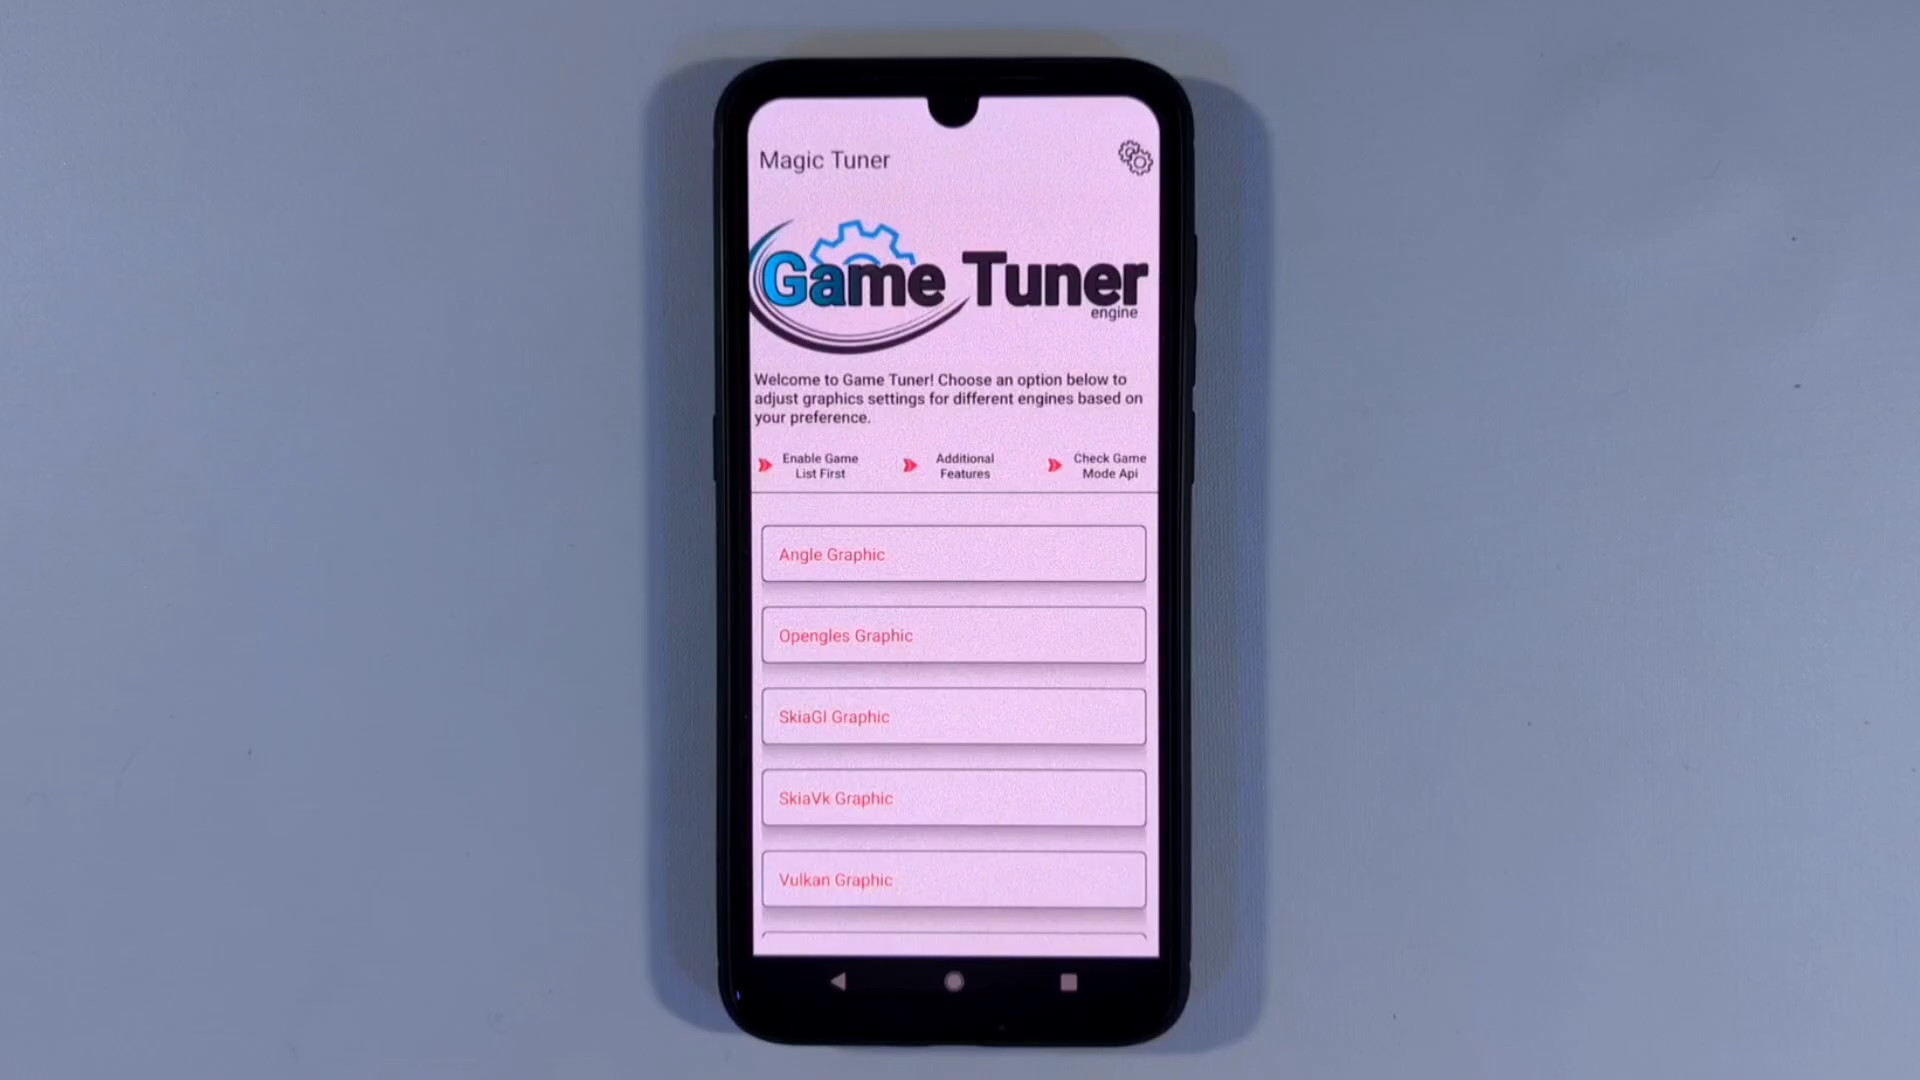 Magic Tuner
Game Tuner
engine
Welcome to Game Tuner! Choose an option below to
adjust graphics settings for different engines based on
your preference.
Enable Game
List First
Additional
Features
Check Game
Mode Api
Angle Graphic
Opengles Graphic
SkiaGl Graphic
SkiaVk Graphic
Vulkan Graphic